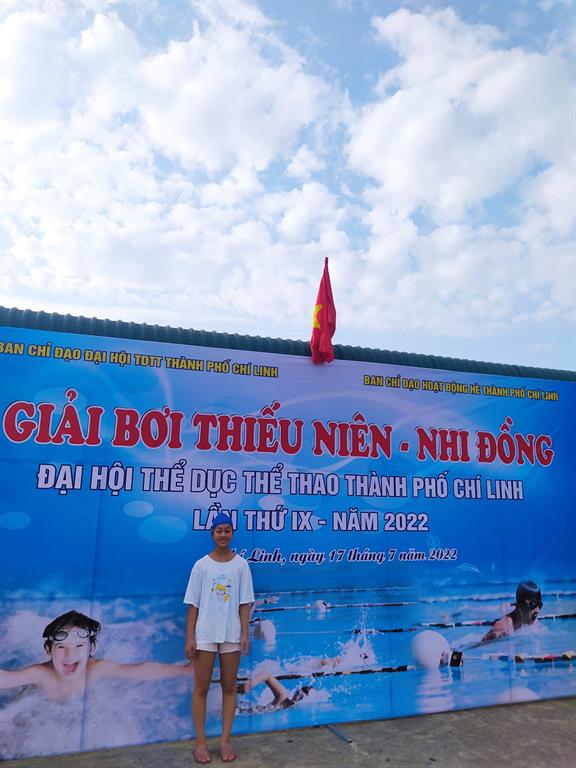 BAN CHỈ ĐẠO ĐẠI HỘI TDTT THÀNH PHỐ CHÍ LINH
BAN CHỈ ĐẠO HOẠT ĐỘNG HÈ THÀNH PHỐ CHÍ LINH
GIẢI BƠI THIẾU NIÊN - NHI ĐỒNG
ĐẠI HỘI THỂ DỤC THỂ THAO THÀNH PHỐ CHÍ LINH
LẦN THỨ IX - NĂM 2022
Linh, ngày 17 tháng 7 năm 2022